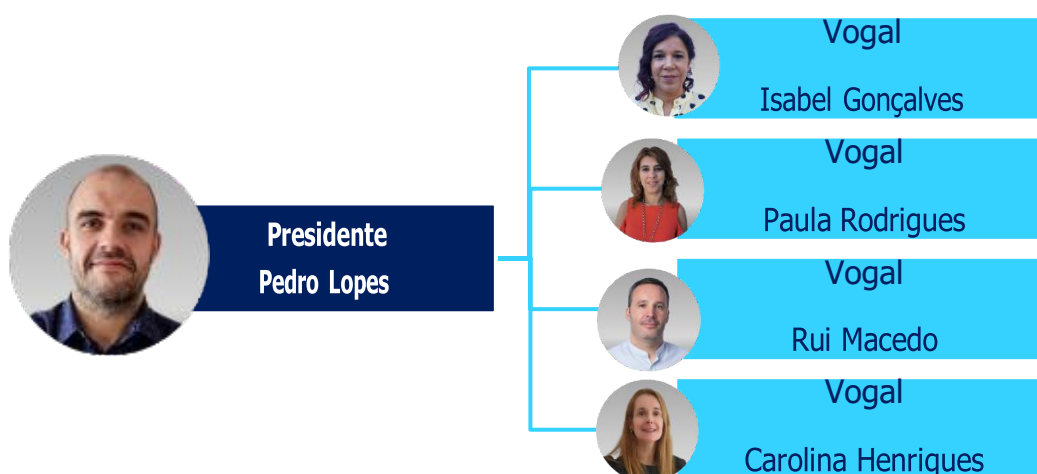 Presidente
Pedro Lopes
Vogal
Isabel Gonçalves
Vogal
Paula Rodrigues
Vogal
Rui Macedo
Vogal
Carolina Henriques